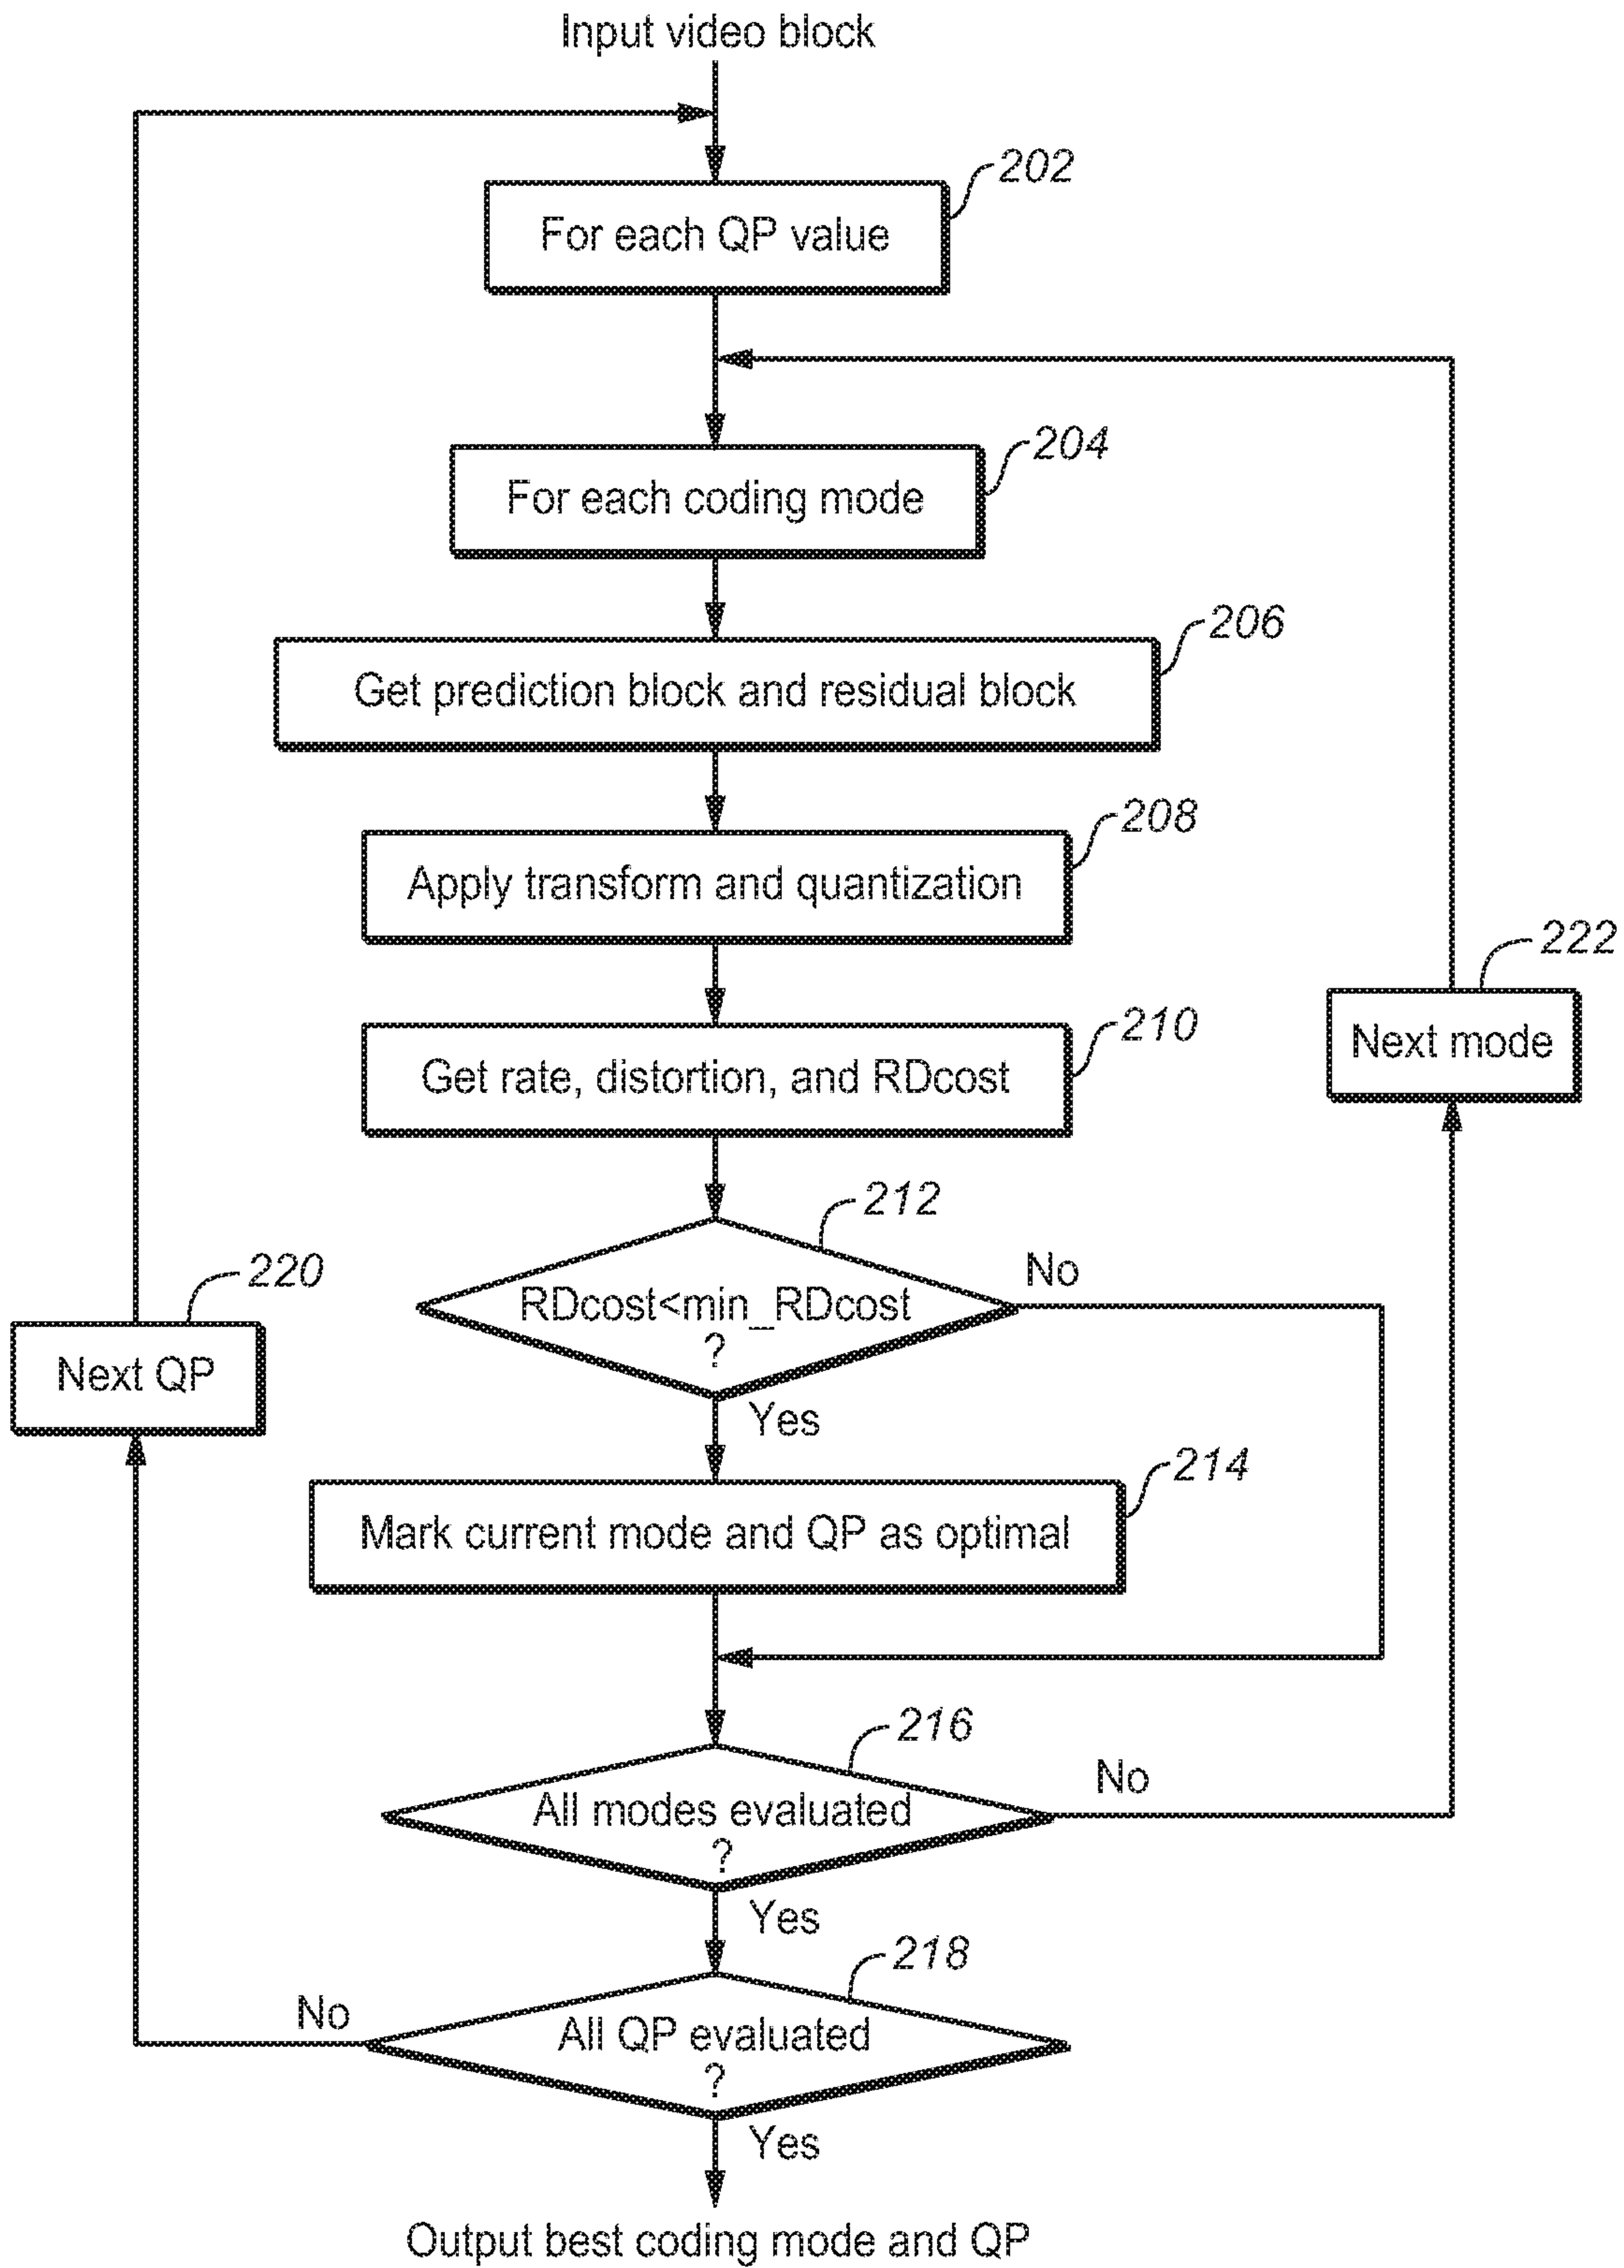 Input video block
202
For each QP value
204
For each coding mode
206
Get prediction block and residual block
208
Apply transform and quantization
222
Next mode
210
Get rate, distortion, and RDcost
212
No
RDcost<min_RDcost
?
Yes
220
Next QP
214
Mark current mode and QP as optimal
216
No
All modes evaluated
?
Yes
218
No
All QP evaluated
?
Yes
Output best coding mode and QP